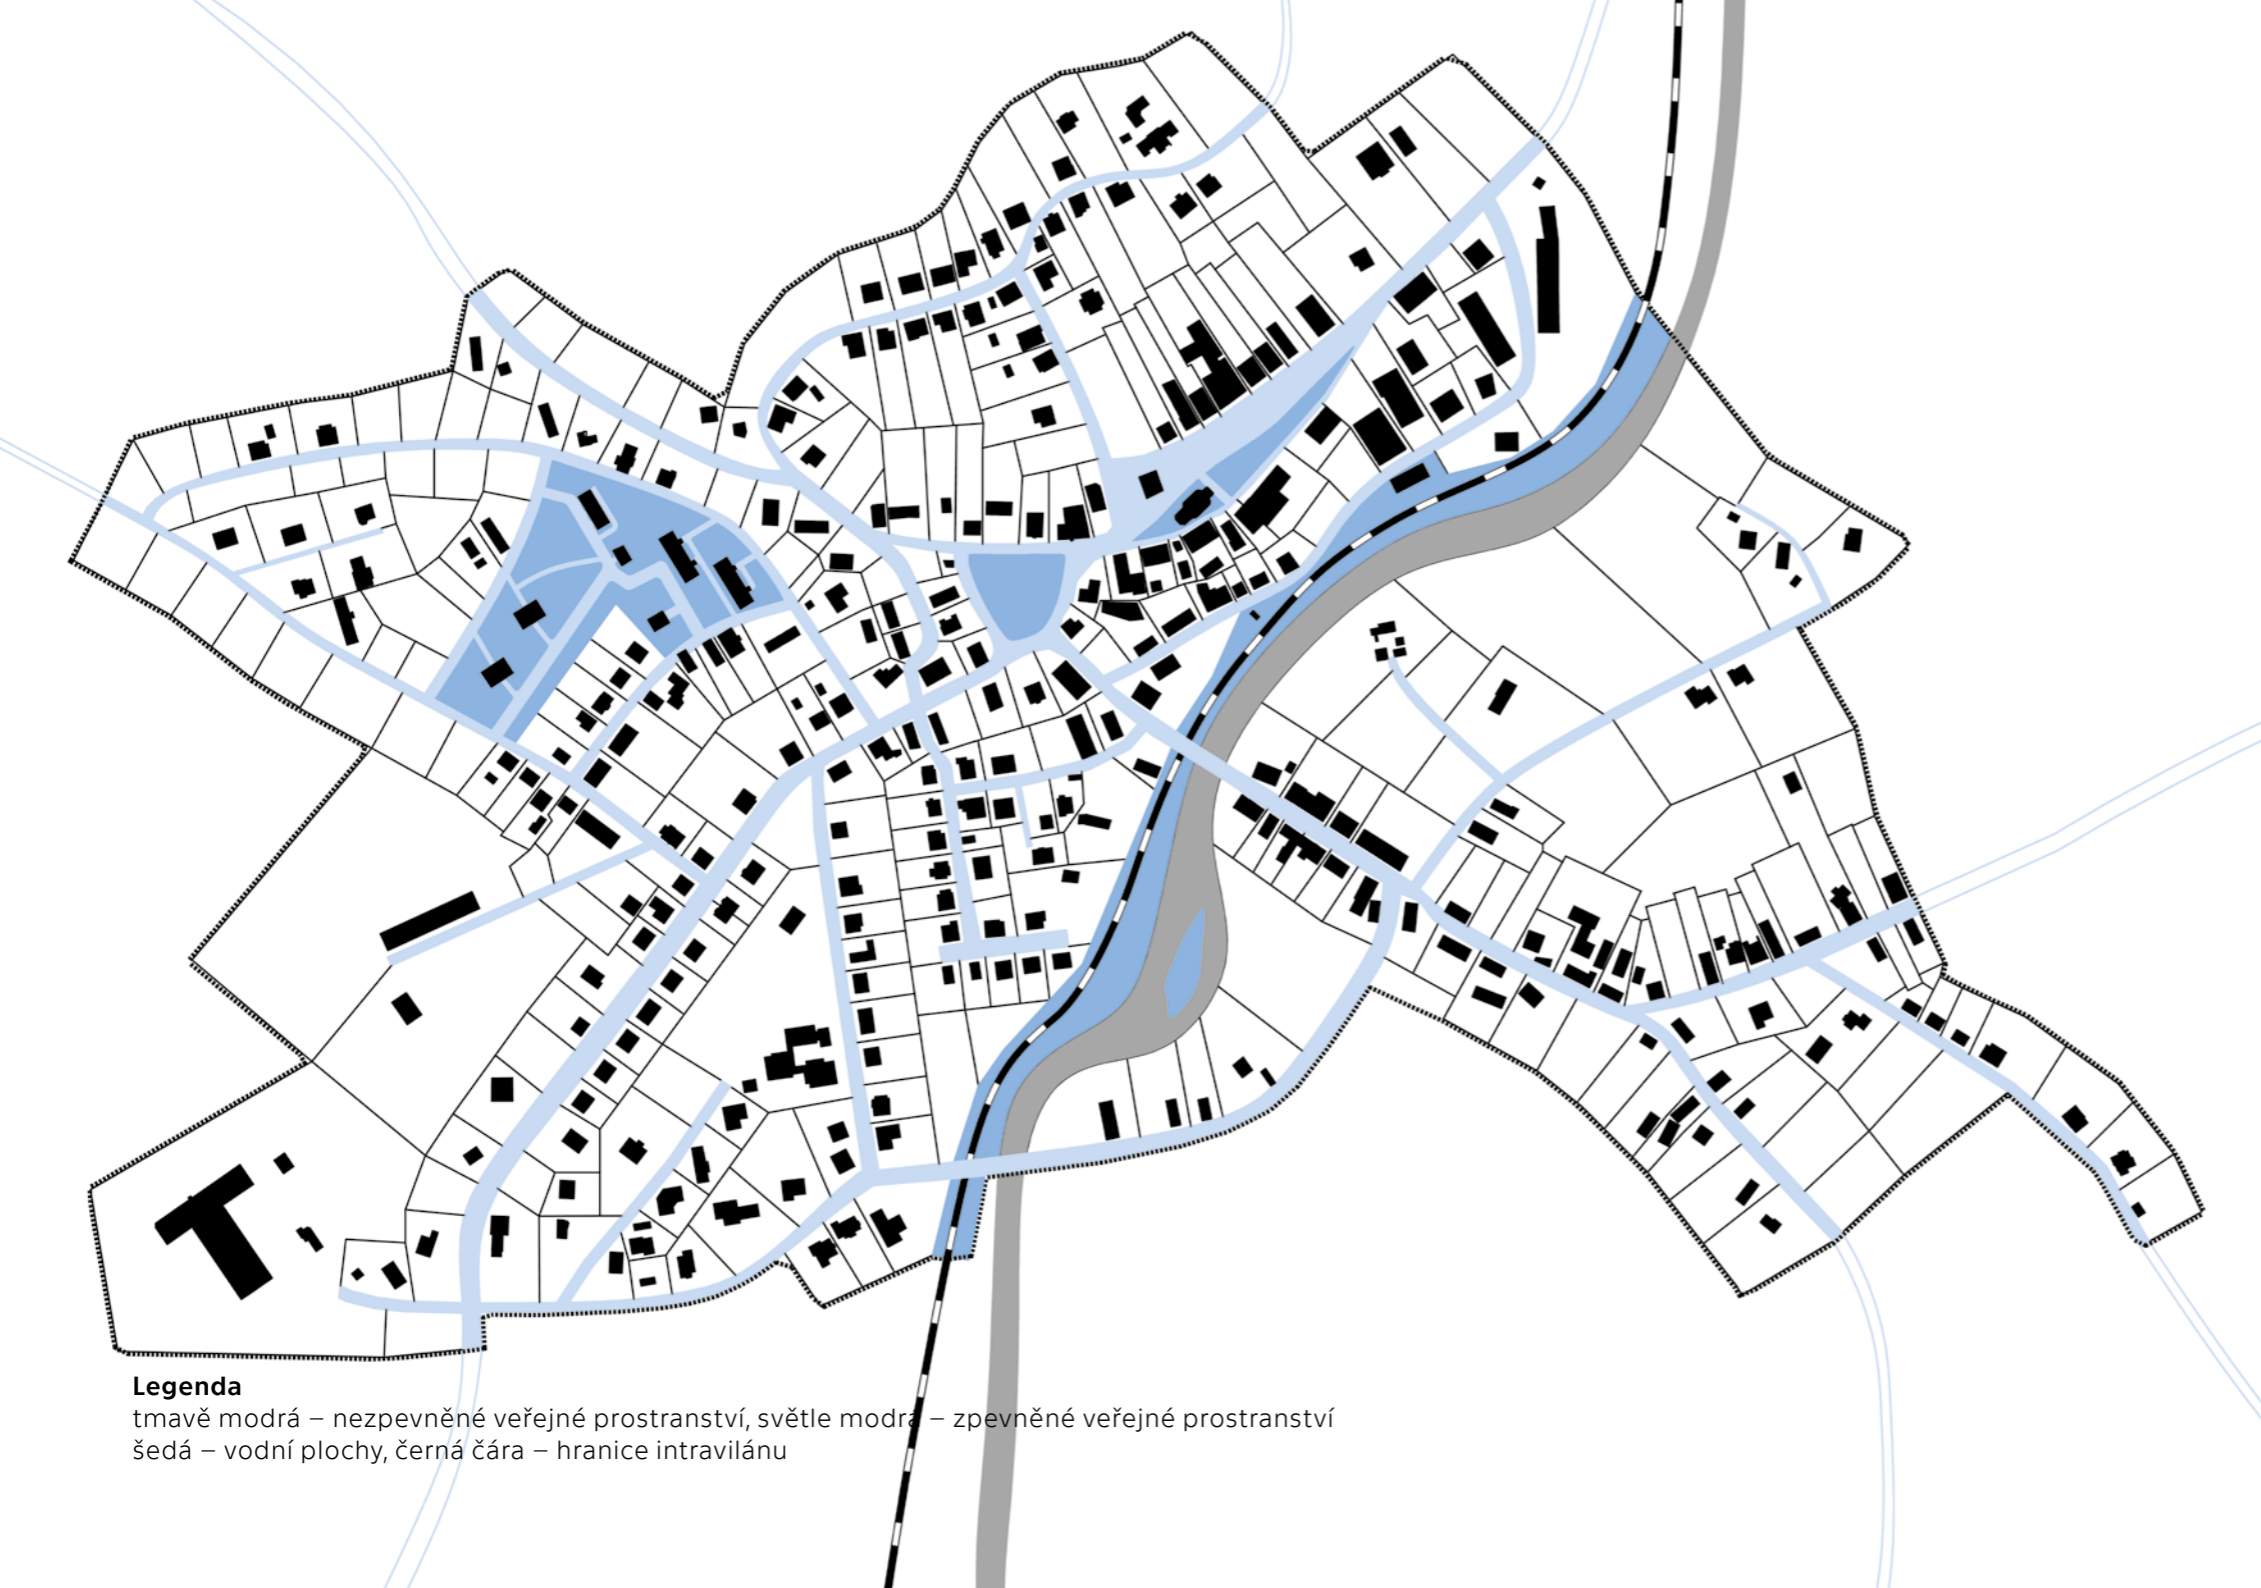 Legenda
tmavě modrá – nezpevněné veřejné prostranství, světle modrá – zpevněné veřejné prostranství
šedá – vodní plochy, černá čára – hranice intravilánu